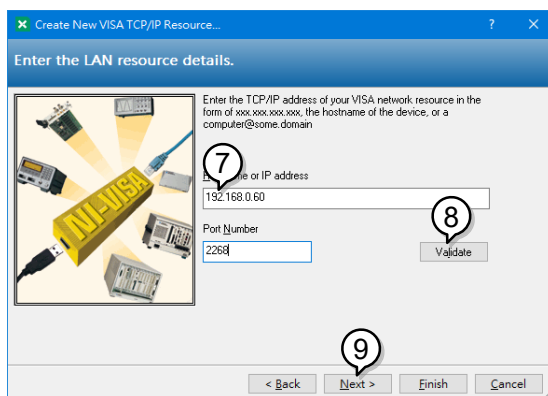 Create New VISA TCP/IP Resource...
Enter the LAN resource details.
Enter the TCP/IP address of your VISA network resource in the
form of xxx.xxx.xxx.xxx, the hostname of the device, or a
computer@some.domain
7
or IP address
192.168.0.60
8
Port Number
2268
Validate
NI-VISA
9
< Back Next > Finish Cancel